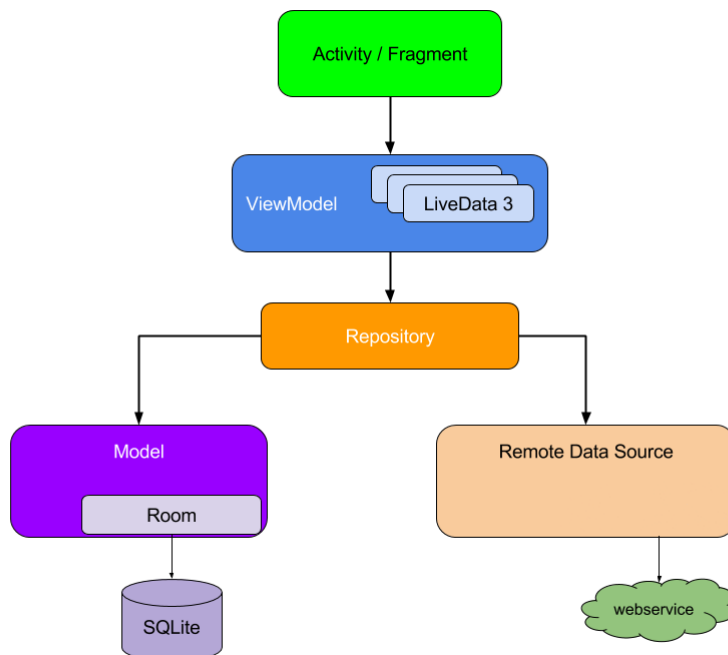 Activity / Fragment
ViewModel
LiveData 3
Repository
Model
Remote Data Source
Room
SQLite
webservice